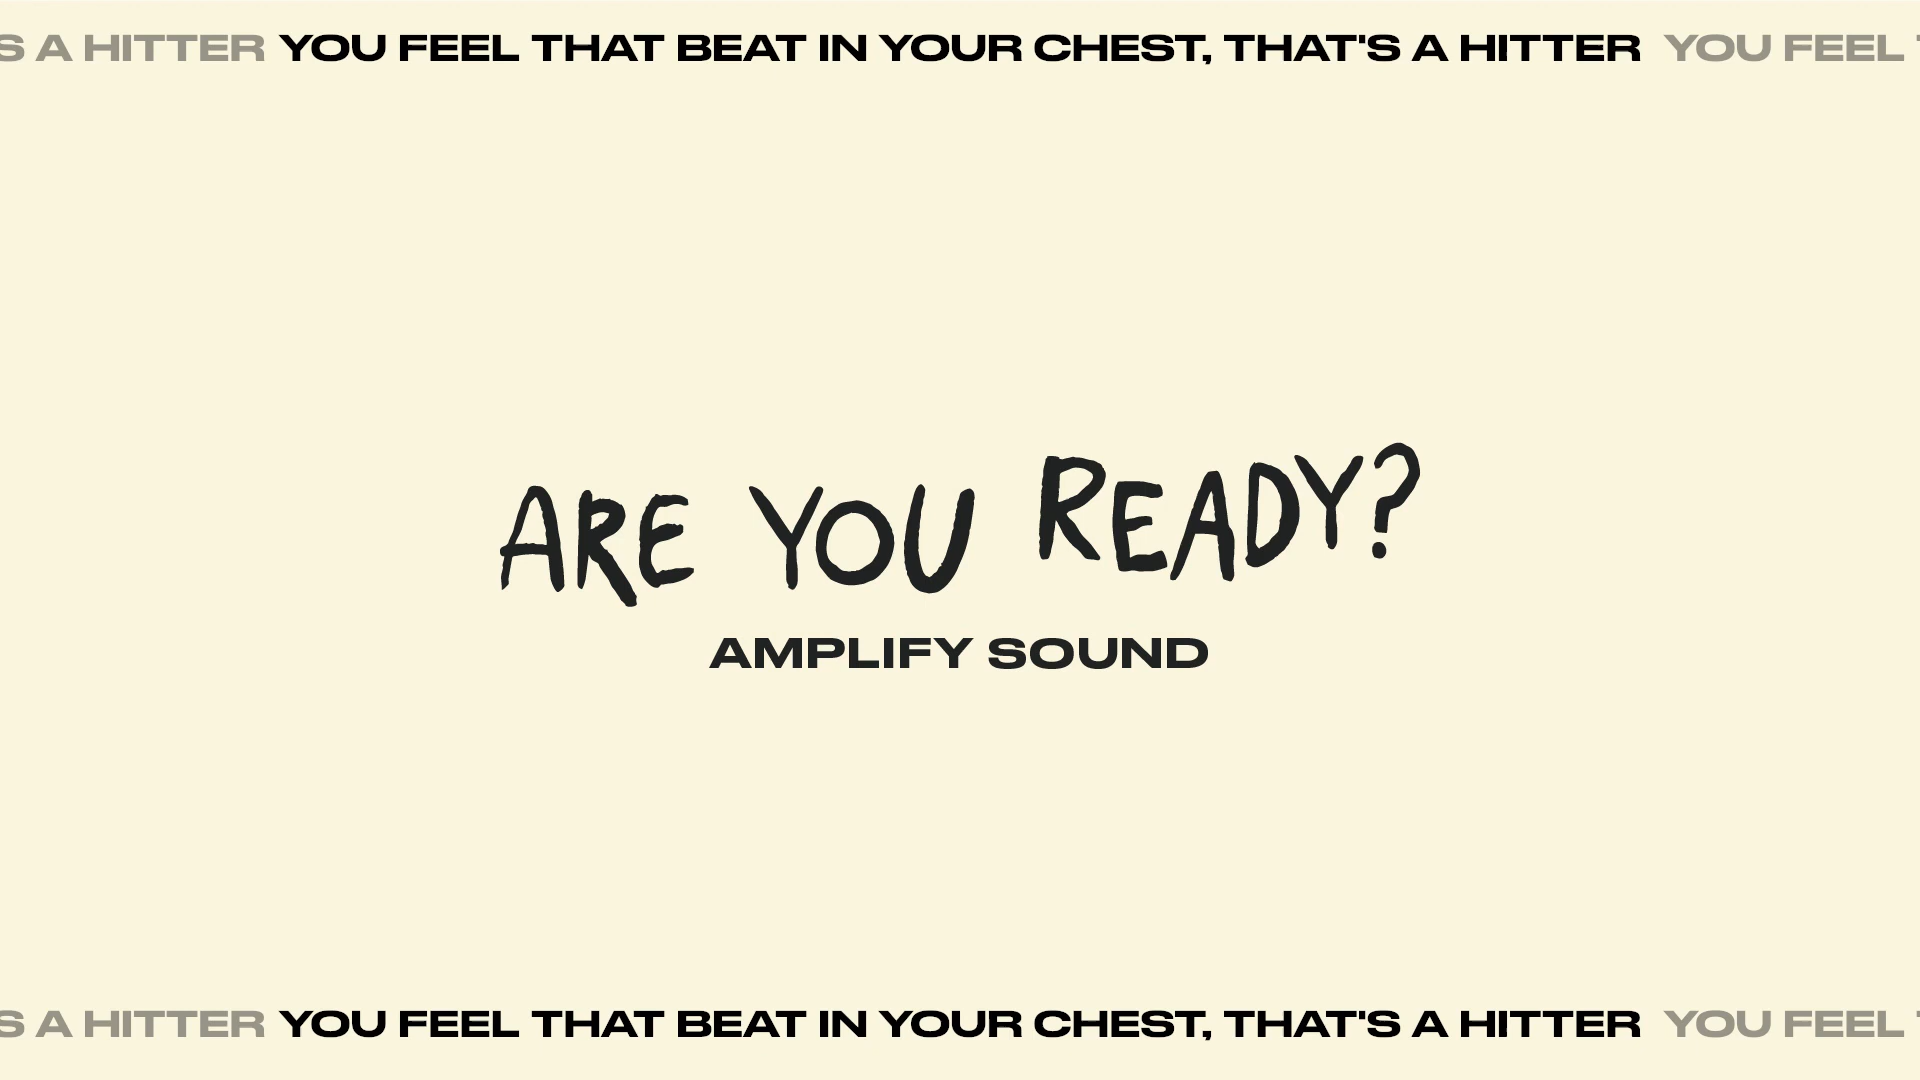 S A HITTER YOU FEEL THAT BEAT IN YOUR CHEST, THAT'S A HITTER YOU FEEL
ARE YOU READY?
AMPLIFY SOUND
S A HITTER YOU FEEL THAT BEAT IN YOUR CHEST, THAT'S A HITTER YOU FEEL